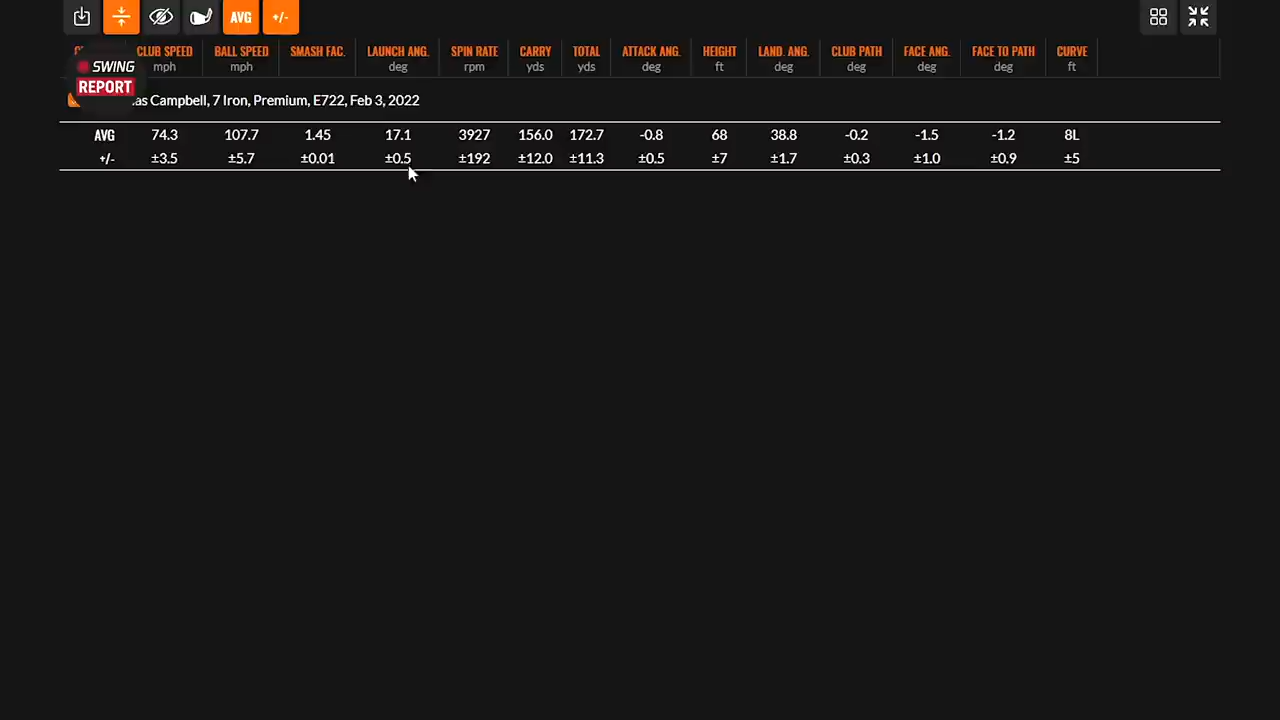 AVG +/-
CLUB SPEED BALL SPEED SMASH FAC. LAUNCH ANG. SPIN RATE CARRY TOTAL ATTACK ANG. HEIGHT LAND. ANG. CLUB PATH FACE ANG. FACE TO PATH CURVE
mph mph deg rpm yds yds deg ft deg deg deg deg ft
SWING
REPORT
Campbell, 7 Iron, Premium, E722, Feb 3, 2022
AVG 74.3 107.7 1.45 17.1 3927 156.0 172.7 -0.8 68 38.8 -0.2 -1.5 -1.2 8L
+/- ±3.5 ±5.7 ±0.01 ±0.5 ±192 ±12.0 ±11.3 ±0.5 ±7 ±1.7 ±0.3 ±1.0 ±0.9 ±5